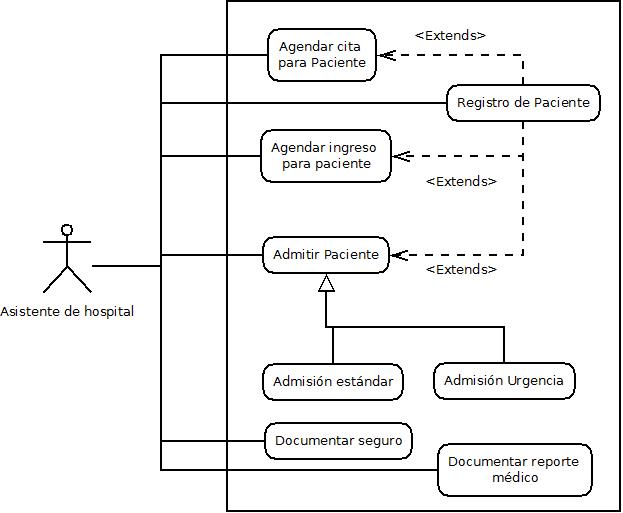 <Extends>
Agendar cita
para Paciente
Registro de Paciente
Agendar ingreso
para paciente
<Extends>
Admitir Paciente
<Extends>
Asistente de hospital
Admisión estándar
Admisión Urgencia
Documentar seguro
Documentar reporte
médico